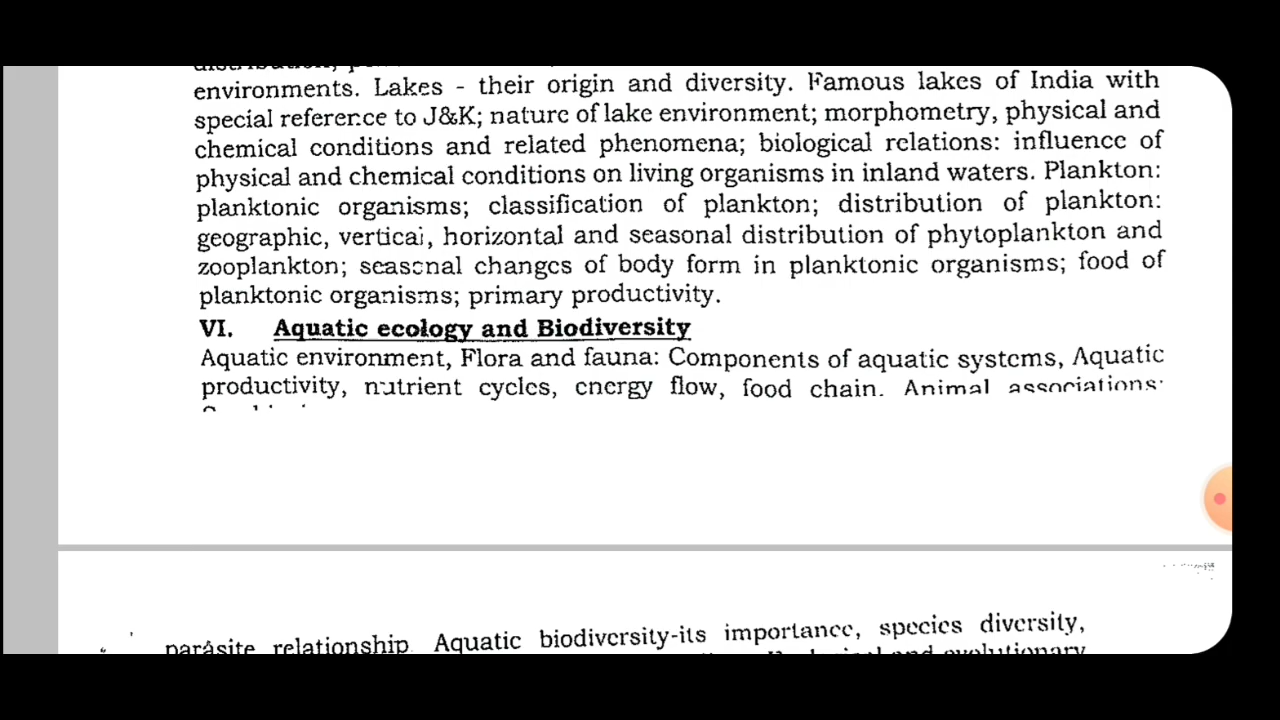 environments. Lakes - their origin and diversity. Famous lakes of India with
special reference to J&K; nature of lake environment; morphometry, physical and
chemical conditions and related phenomena; biological relations: influence of
physical and chemical conditions on living organisms in inland waters. Plankton:
planktonic organisms; classification of plankton; distribution of plankton:
geographic, vertical, horizontal and seasonal distribution of phytoplankton and
zooplankton; seasonal changes of body form in planktonic organisms; food of
planktonic organisms; primary productivity.
VI. Aquatic ecology and Biodiversity
Aquatic environment, Flora and fauna: Components of aquatic systems, Aquatic
productivity, nutrient cycles, energy flow, food chain. Animal associations:
parasite relationship. Aquatic biodiversity-its importance, species diversity,
and evolutionary